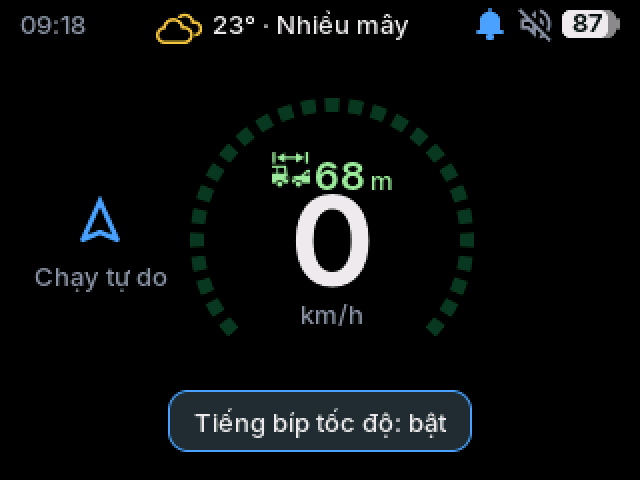 09:18
23° · Nhiều mây
87
68 m
0
km/h
Chạy tự do
Tiếng bíp tốc độ: bật